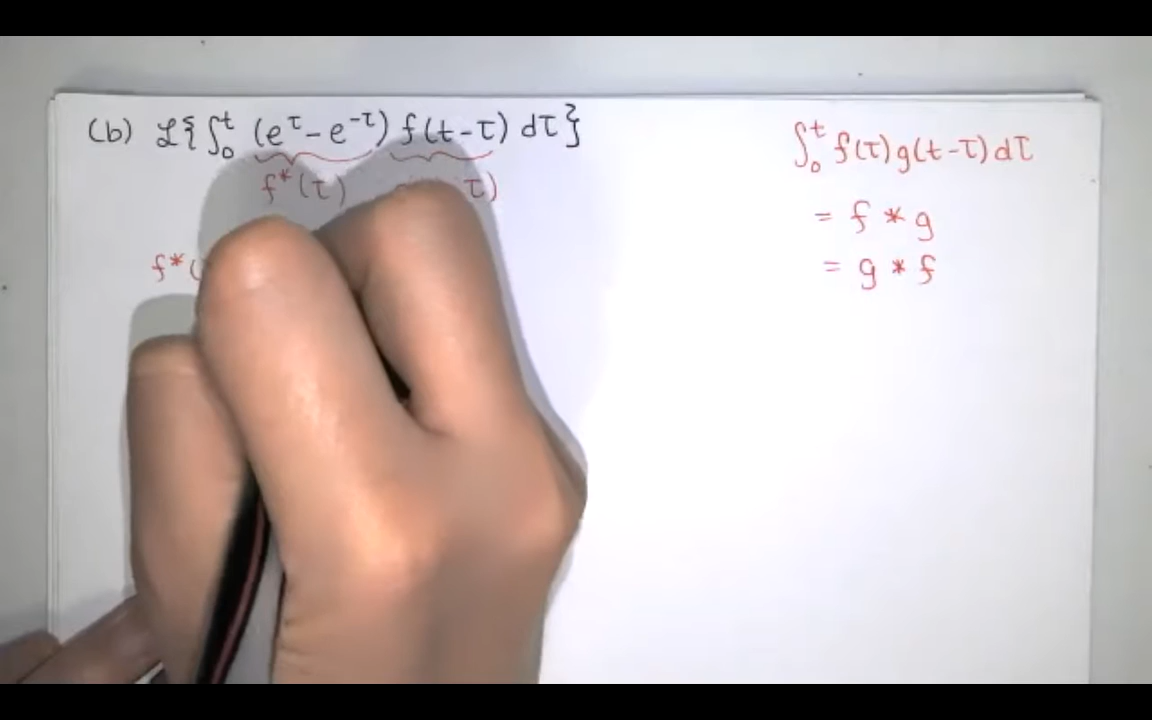 (b) ℒ{∫₀ᵗ (e^τ - e^-τ) f(t-τ) dτ}
f*(τ) τ)
f*(
∫₀ᵗ f(τ)g(t-τ)dτ
= f * g
= g * f